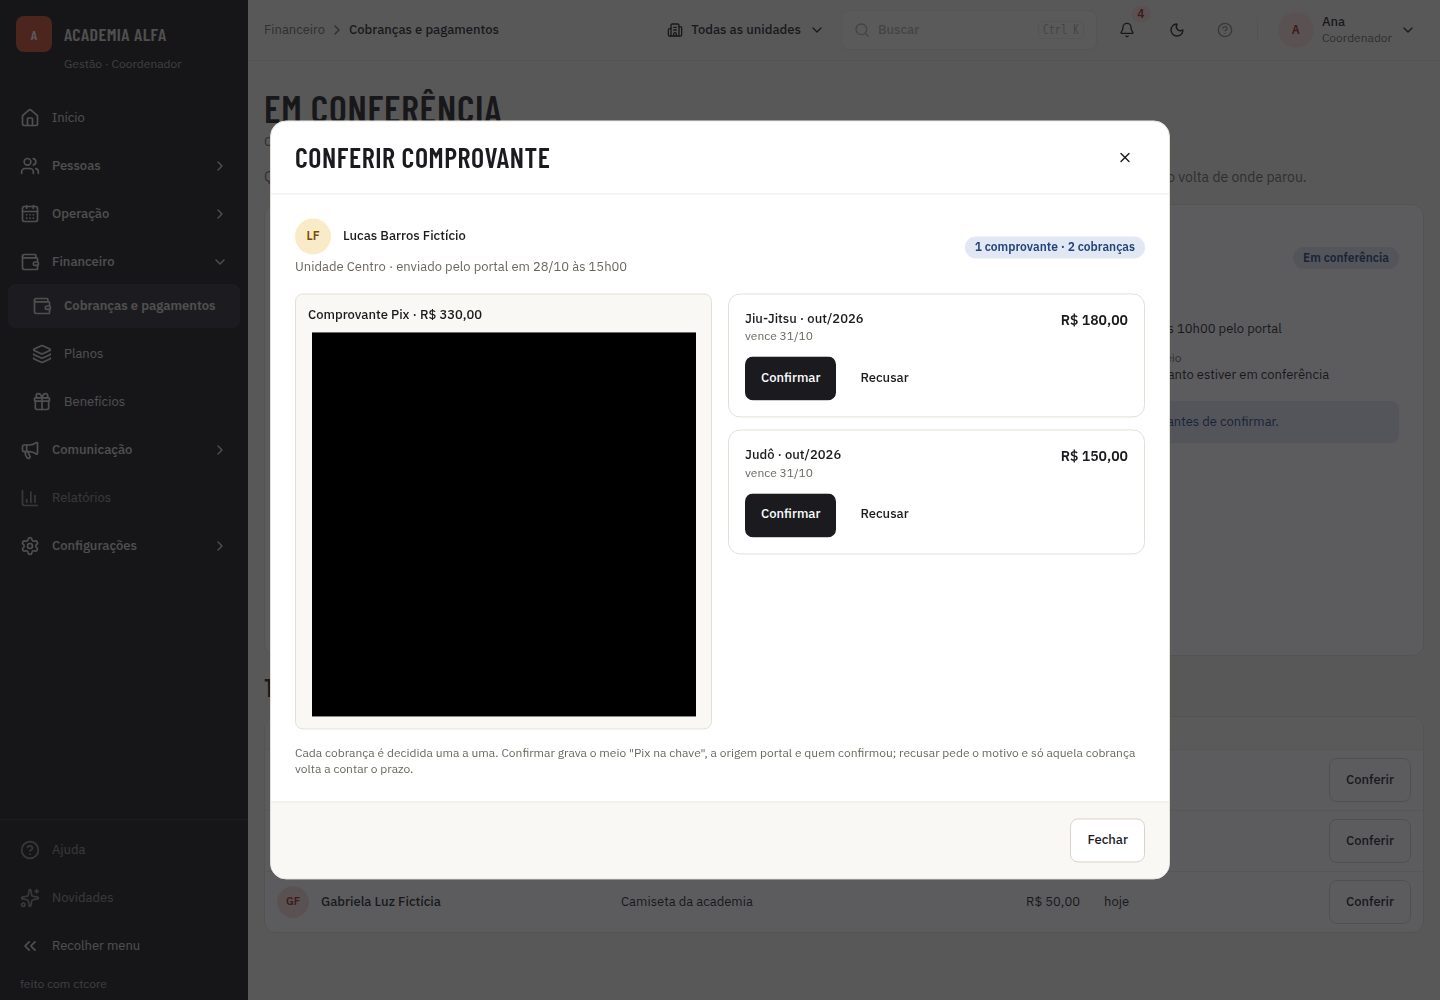 A
ACADEMIA ALFA
Gestão · Coordenador
Início
Pessoas
Operação
Financeiro
Cobranças e pagamentos
Planos
Benefícios
Comunicação
Relatórios
Configurações
Ajuda
Novidades
Recolher menu
feito com ctcore
Financeiro > Cobranças e pagamentos
Todas as unidades
Buscar
Ctrl K
4
A
Ana
Coordenador
EM CONFERÊNCIA
volta de onde parou.
Em conferência
10h00 pelo portal
anto estiver em conferência
antes de confirmar.
CONFERIR COMPROVANTE
LF
Lucas Barros Fictício
Unidade Centro · enviado pelo portal em 28/10 às 15h00
1 comprovante · 2 cobranças
Comprovante Pix · R$ 330,00
Jiu-Jitsu · out/2026
R$ 180,00
vence 31/10
Confirmar
Recusar
Judô · out/2026
R$ 150,00
vence 31/10
Confirmar
Recusar
Cada cobrança é decidida uma a uma. Confirmar grava o meio "Pix na chave", a origem portal e quem confirmou; recusar pede o motivo e só aquela cobrança
volta a contar o prazo.
Fechar
Conferir
Conferir
GF
Gabriela Luz Fictícia
Camiseta da academia
R$ 50,00
hoje
Conferir